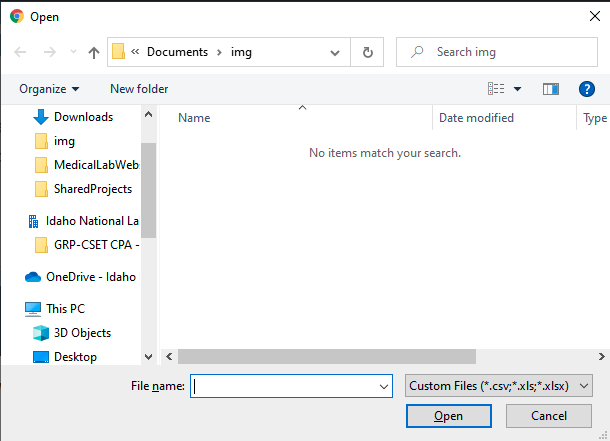 Open
« Documents › img
Search img
Organize
New folder
Downloads
img
MedicalLabWebs
SharedProjects
Idaho National La
GRP-CSET CPA -
OneDrive - Idaho
This PC
3D Objects
Desktop
Name
Date modified
Type
No items match your search.
File name:
Custom Files (*.csv;*.xls;*.xlsx)
Open
Cancel